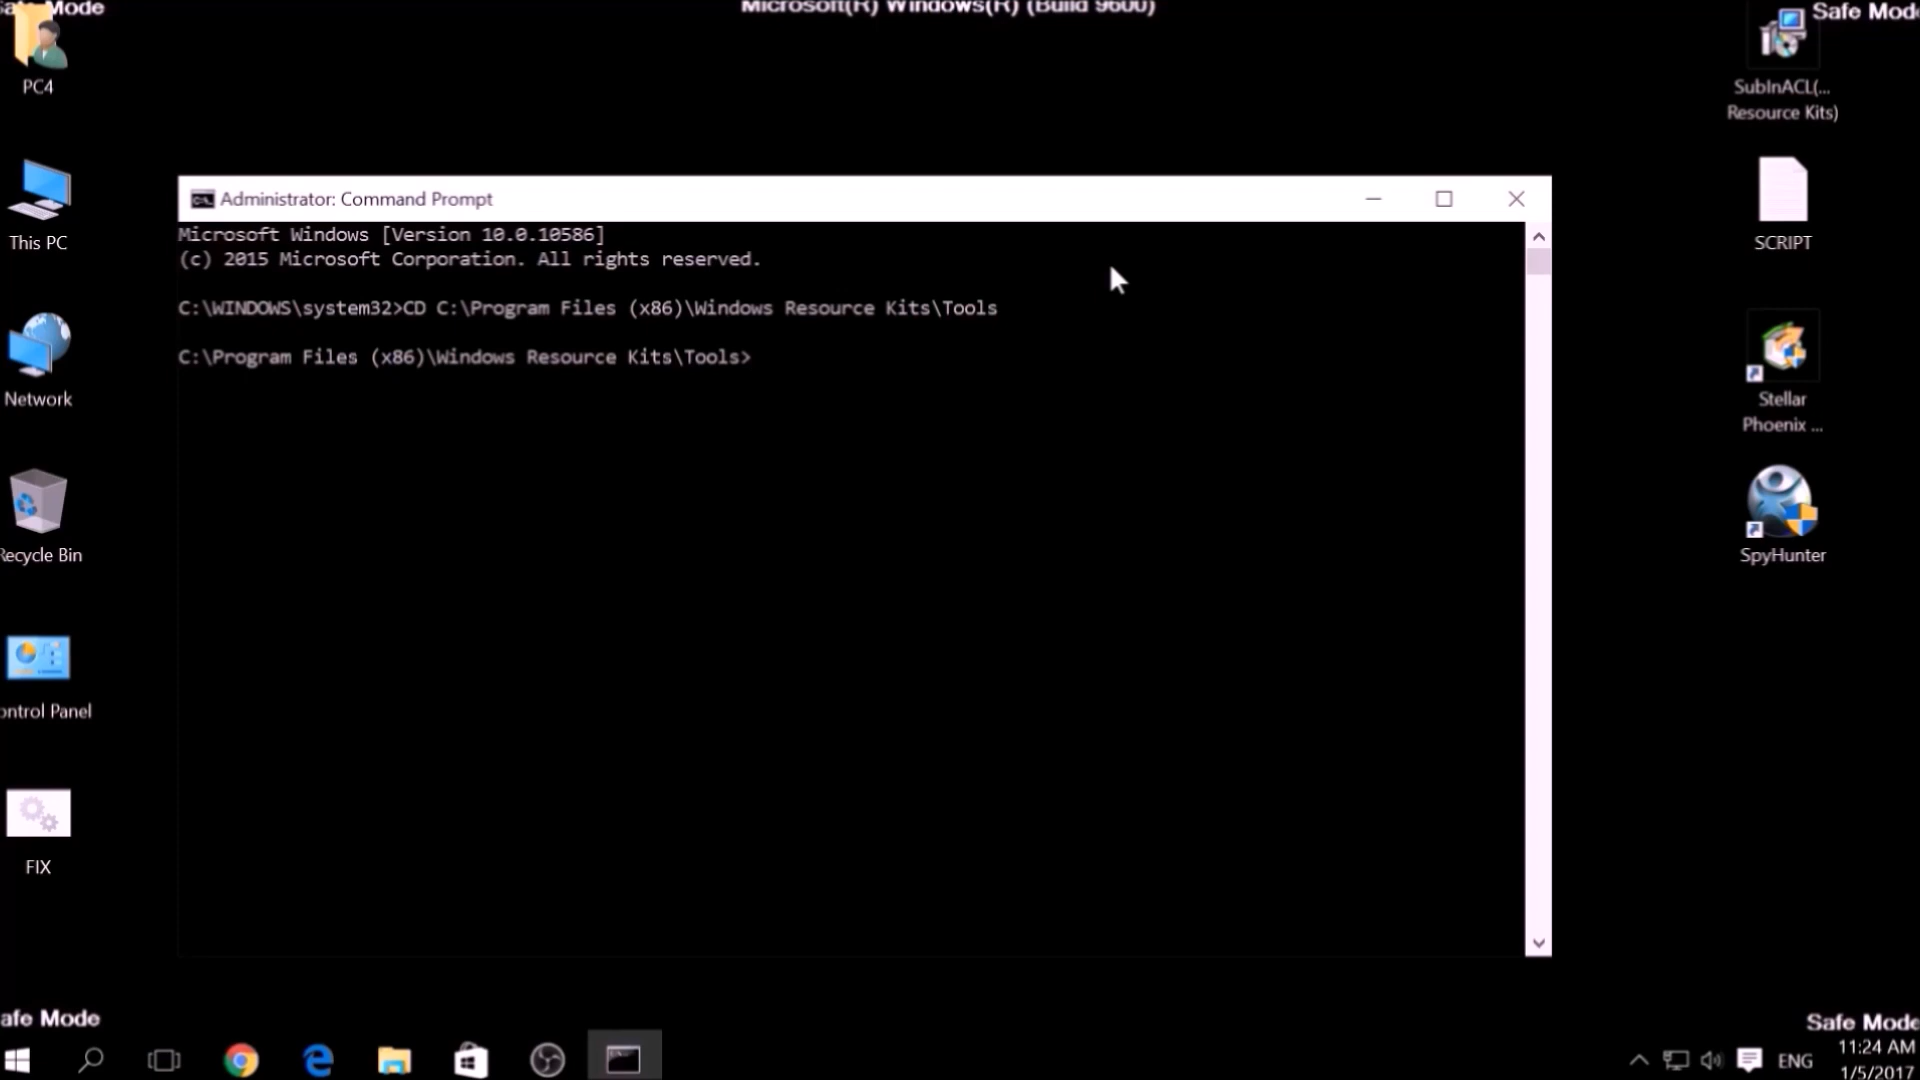 afe Mode
Microsoft(R) Windows(R) (Build 9600)
Safe Mode
PC4
This PC
Network
Recycle Bin
ontrol Panel
FIX
Administrator: Command Prompt
Microsoft Windows [Version 10.0.10586]
(c) 2015 Microsoft Corporation. All rights reserved.
C:\WINDOWS\system32>CD C:\Program Files (x86)\Windows Resource Kits\Tools
C:\Program Files (x86)\Windows Resource Kits\Tools>
SubInACL(...
Resource Kits)
SCRIPT
Stellar
Phoenix ...
SpyHunter
afe Mode
Safe Mode
ENG
11:24 AM
1/5/2017